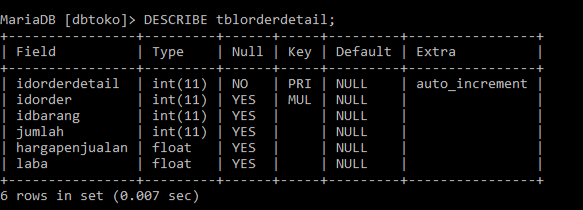 MariaDB [dbtoko]> DESCRIBE tblorderdetail;
+---------------+---------+------+-----+---------+----------------+
| Field         | Type    | Null | Key | Default | Extra          |
+---------------+---------+------+-----+---------+----------------+
| idorderdetail | int(11) | NO   | PRI | NULL    | auto_increment |
| idorder       | int(11) | YES  | MUL | NULL    |                |
| idbarang      | int(11) | YES  |     | NULL    |                |
| jumlah        | int(11) | YES  |     | NULL    |                |
| hargapenjualan | float   | YES  |     | NULL    |                |
| laba          | float   | YES  |     | NULL    |                |
+---------------+---------+------+-----+---------+----------------+
6 rows in set (0.007 sec)